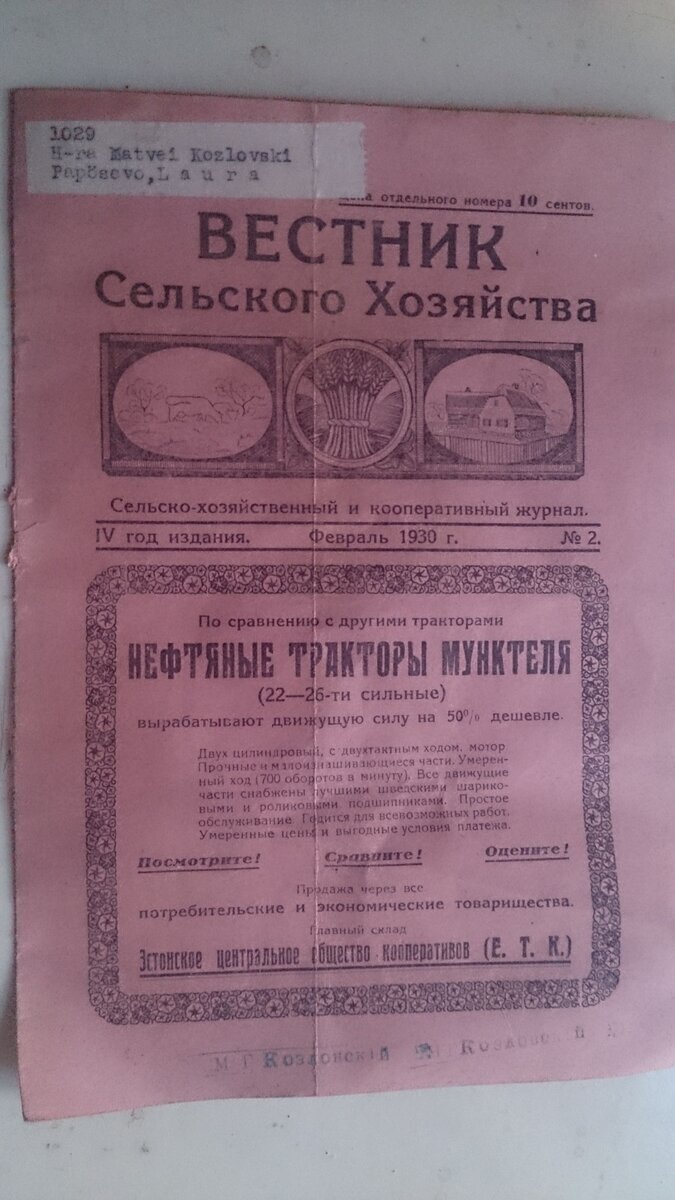 1029
H-ra Matvei Kozlovski
Laura
цена отдельного номера 10 сентов.
ВЕСТНИК
Сельского Хозяйства
Сельско-хозяйственный и кооперативный журнал.
IV год издания. Февраль 1930 г. № 2.
По сравнению с другими тракторами
НЕФТЯНЫЕ ТРАКТОРЫ МУНКТЕЛЯ
(22—26-ти сильные)
вырабатывают движущую силу на 50% дешевле.
Двух цилиндровый, с двухтактным ходом, мотор
Прочные и малоизнашивающиеся части. Умерен-
ный ход (700 оборотов в минуту). Все движущие
части снабжены лучшими шведскими шарико-
выми и роликовыми подшипниками. Простое
обслуживание Годится для всевозможных работ.
Умеренные цены и выгодные условия платежа.
Посмотрите! Сравните! Оцените!
Продажа через все
потребительские и экономические товарищества.
Главный склад
Эстонское центральное общество кооперативов (Е. Т. К.)
М Г Козловский